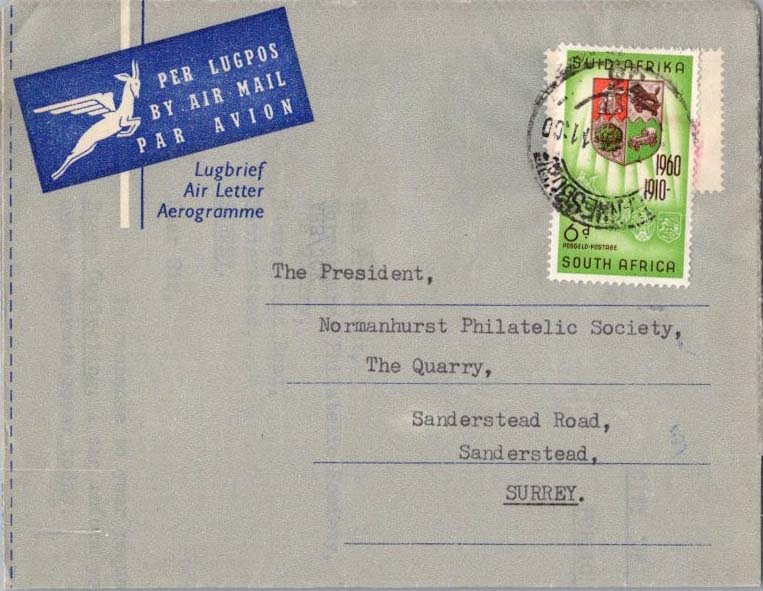 PER LUGPOS
BY AIR MAIL
PAR AVION
Lugbrief
Air Letter
Aerogramme
SUID-AFRIKA
1960
1910-
6d
POSGELD·POSTAGE
SOUTH AFRICA
The President,
Normanhurst Philatelic Society,
The Quarry,
Sanderstead Road,
Sanderstead,
SURREY.